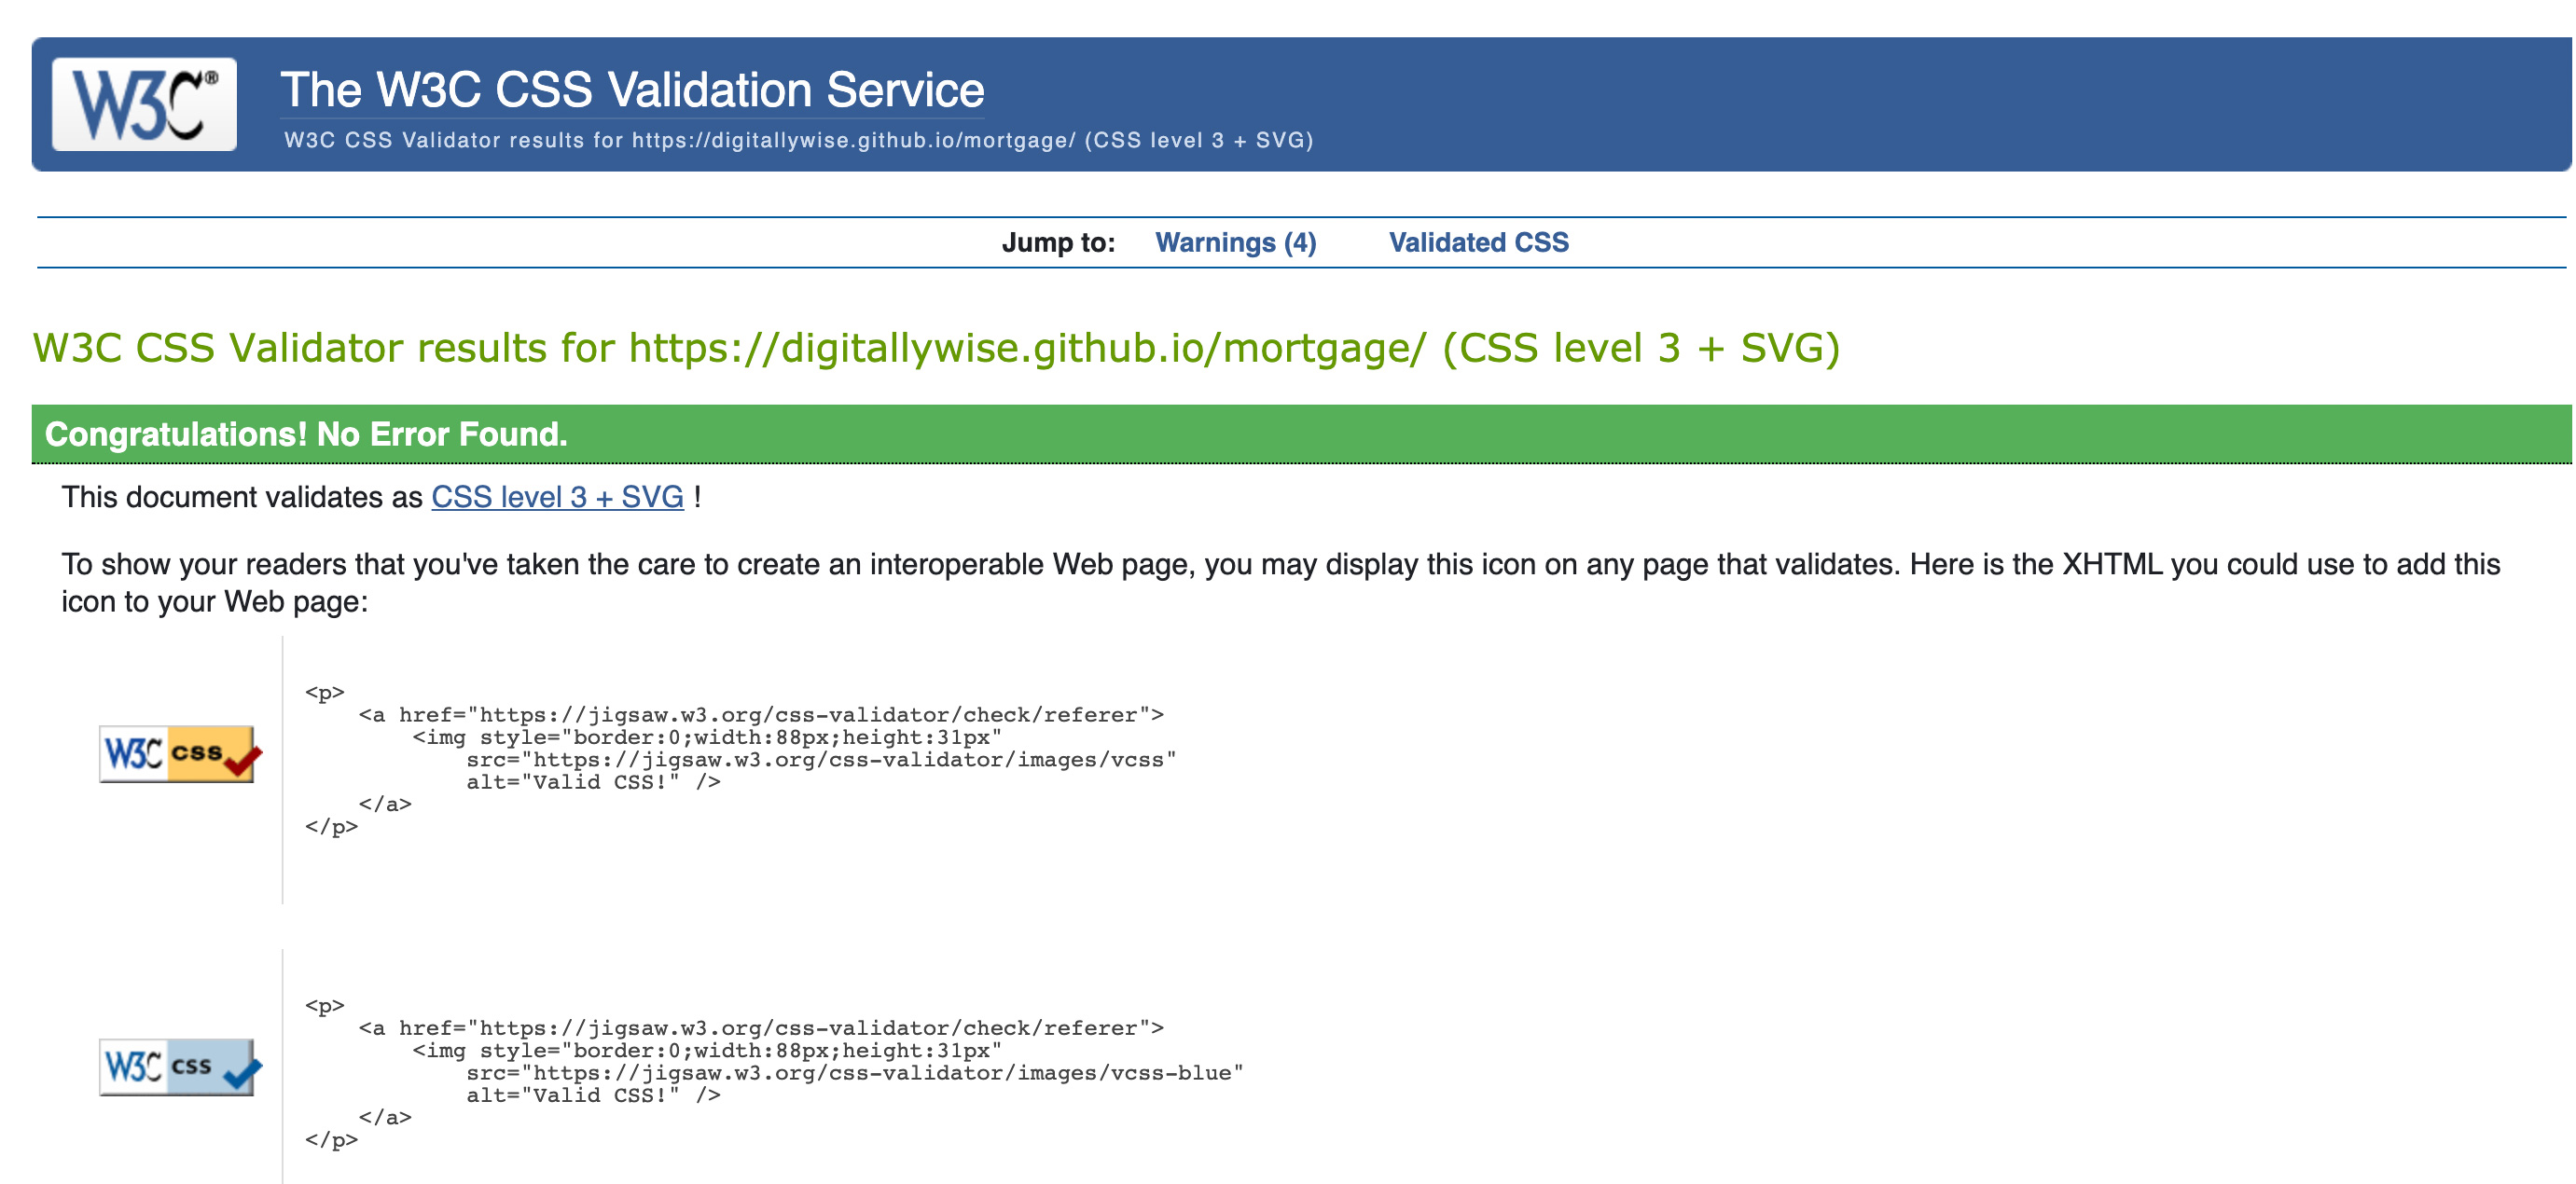 W3C®
The W3C CSS Validation Service
W3C CSS Validator results for https://digitallywise.github.io/mortgage/ (CSS level 3 + SVG)
Jump to: Warnings (4) Validated CSS
W3C CSS Validator results for https://digitallywise.github.io/mortgage/ (CSS level 3 + SVG)
Congratulations! No Error Found.
This document validates as CSS level 3 + SVG !
To show your readers that you've taken the care to create an interoperable Web page, you may display this icon on any page that validates. Here is the XHTML you could use to add this
icon to your Web page:
W3C css
<p>
    <a href="https://jigsaw.w3.org/css-validator/check/referer">
        <img style="border:0;width:88px;height:31px"
            src="https://jigsaw.w3.org/css-validator/images/vcss"
            alt="Valid CSS!" />
    </a>
</p>
W3C css
<p>
    <a href="https://jigsaw.w3.org/css-validator/check/referer">
        <img style="border:0;width:88px;height:31px"
            src="https://jigsaw.w3.org/css-validator/images/vcss-blue"
            alt="Valid CSS!" />
    </a>
</p>